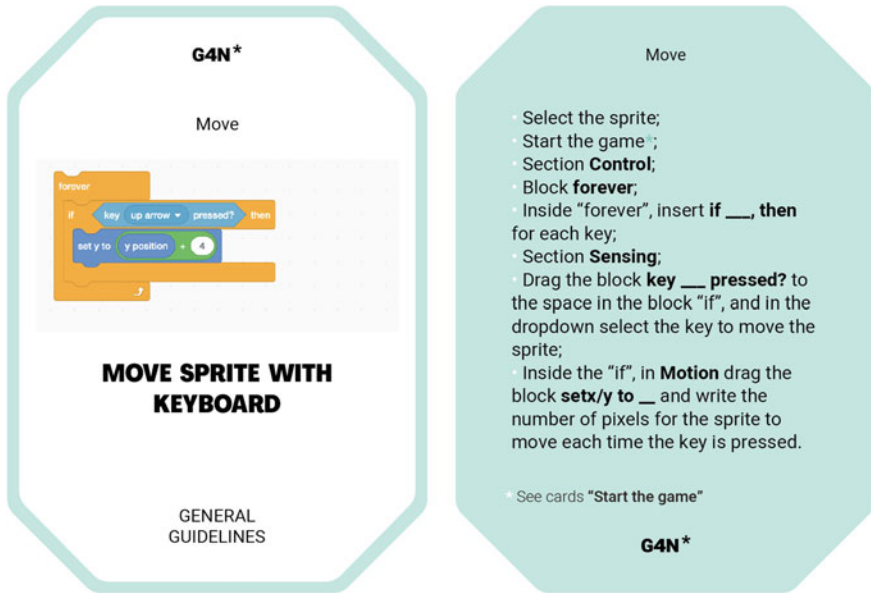 G4N*
Move
forever
if key up arrow pressed? then
set y to y position + 4
MOVE SPRITE WITH
KEYBOARD
GENERAL
GUIDELINES
Move
· Select the sprite;
· Start the game*;
· Section Control;
· Block forever;
· Inside “forever”, insert if __, then
for each key;
· Section Sensing;
· Drag the block key __ pressed? to
the space in the block “if”, and in the
dropdown select the key to move the
sprite;
· Inside the “if”, in Motion drag the
block setx/y to __ and write the
number of pixels for the sprite to
move each time the key is pressed.
* See cards “Start the game”
G4N*